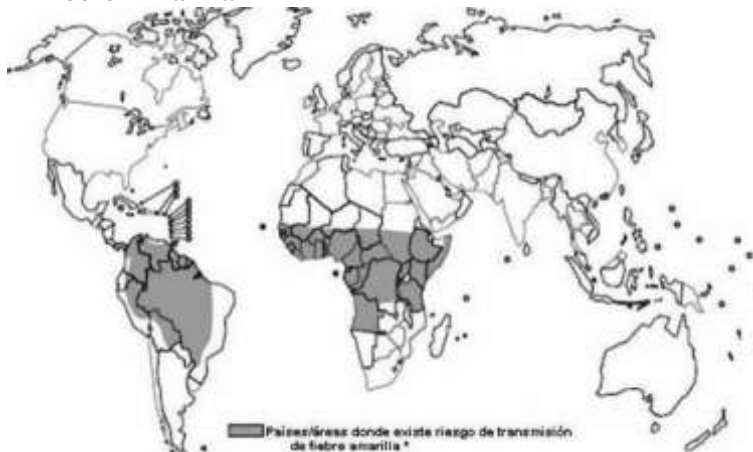 Países/áreas donde existe riesgo de transmisión
de fiebre amarilla *